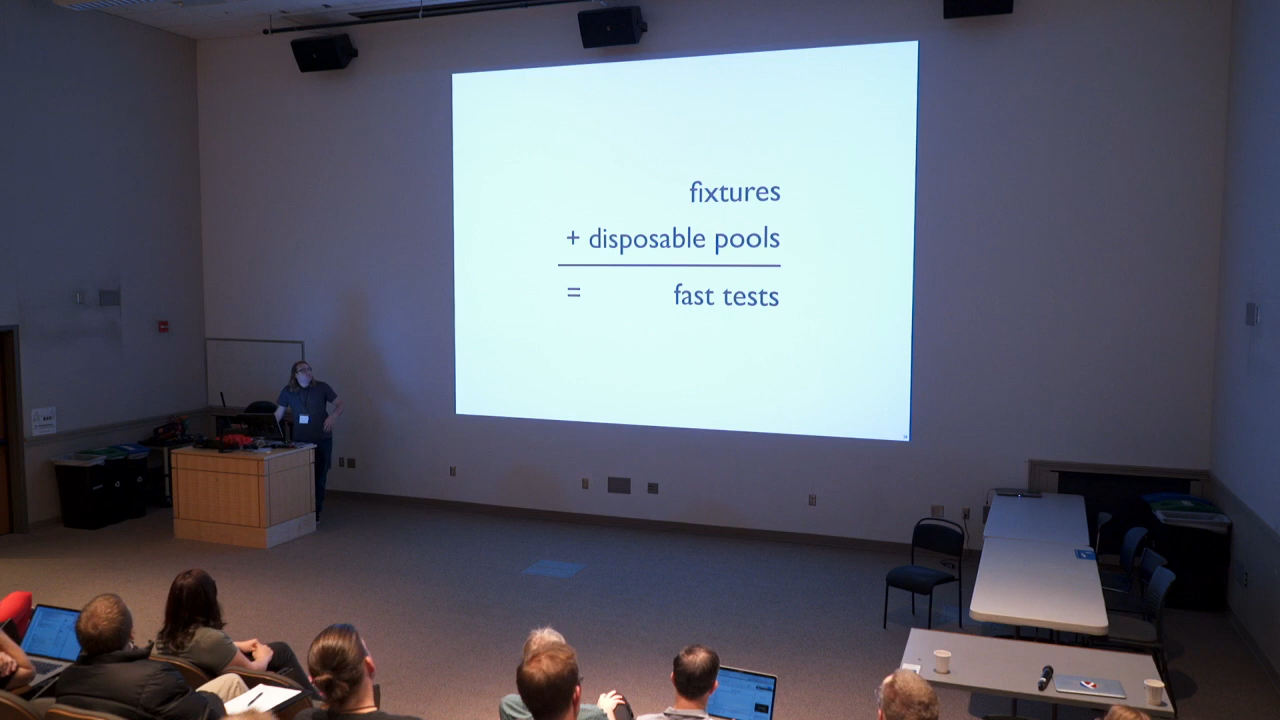 fixtures
+ disposable pools
= fast tests